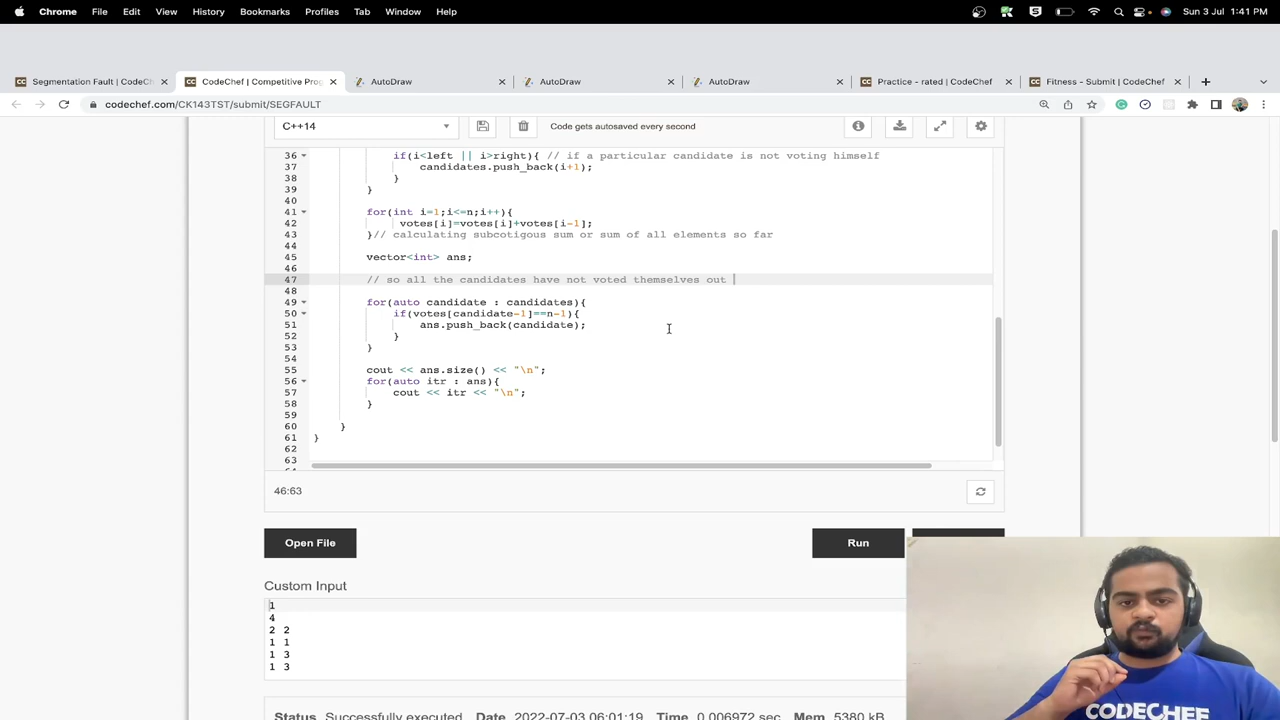 Chrome File Edit View History Bookmarks Profiles Tab Window Help Sun 3 Jul 1:41 PM
Segmentation Fault | CodeCh CodeChef | Competitive Prog AutoDraw AutoDraw AutoDraw Practice - rated | CodeChef Fitness - Submit | CodeChef
codechef.com/CK143TST/submit/SEGFAULT
C++14 Code gets autosaved every second
36 if(i<left || i>right){ // if a particular candidate is not voting himself
37 candidates.push_back(i+1);
38 }
39 }
40
41 for(int i=1;i<=n;i++){
42 votes[i]=votes[i]+votes[i-1];
43 }// calculating subcotigous sum or sum of all elements so far
44
45 vector<int> ans;
46
47 // so all the candidates have not voted themselves out
48
49 for(auto candidate : candidates){
50 if(votes[candidate-1]==n-1){
51 ans.push_back(candidate);
52 }
53 }
54
55 cout << ans.size() << "\n";
56 for(auto itr : ans){
57 cout << itr << "\n";
58 }
59
60 }
61 }
62
63
46:63
Open File Run
Custom Input
1
4
2 2
1 1
1 3
1 3
Status Successfully executed Date 2022-07-03 06:01:19 Time 0.006972 sec Mem 5380 kB
CODECHEF